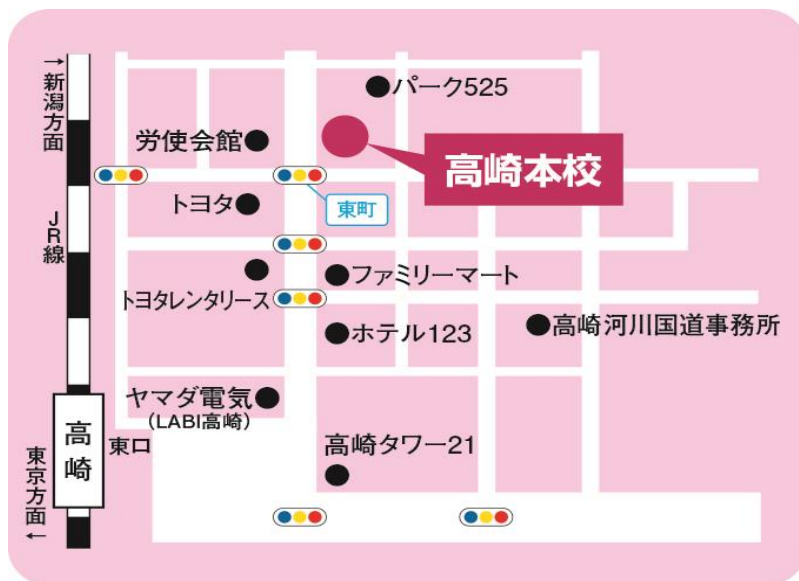 →新潟方面
JR線
高崎
東京方面←
東口
パーク525
労使会館
高崎本校
トヨタ
東町
ファミリーマート
トヨタレンタリース
ホテル123
高崎河川国道事務所
ヤマダ電気
(LABI高崎)
高崎タワー21